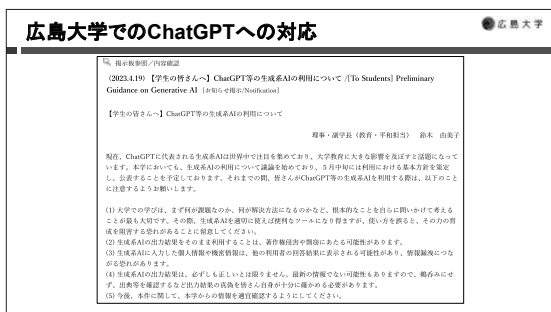 広島大学でのChatGPTへの対応
広島大学
掲示板参照／内容確認
(2023.4.19) 【学生の皆さんへ】ChatGPT等の生成系AIの利用について /[To Students] Preliminary
Guidance on Generative AI [お知らせ掲示/Notification]
【学生の皆さんへ】ChatGPT等の生成系AIの利用について
理事・副学長（教育・平和担当） 鈴木 由美子
現在、ChatGPTに代表される生成系AIは世界中で注目を集めており、大学教育に大きな影響を及ぼすと話題になって
います。本学においても、生成系AIの利用について議論を始めており、5月中旬には利用における基本方針を策定
し、公表することを予定しております。それまでの間、皆さんがChatGPT等の生成系AIを利用する際は、以下のこと
に注意するようお願いします。
(1) 大学での学びは、まず何が課題なのか、何が解決方法になるのかなど、根本的なことを自らに問いかけて考える
ことが最も大切です。その際、生成系AIを適切に使えば便利なツールになり得ますが、使い方を誤ると、その力の育
成を阻害する恐れがあることに留意してください。
(2) 生成系AIの出力結果をそのまま利用することは、著作権侵害や剽窃にあたる可能性があります。
(3) 生成系AIに入力した個人情報や機密情報は、他の利用者の回答結果に表示される可能性があり、情報漏洩につな
がる恐れがあります。
(4) 生成系AIの出力結果は、必ずしも正しいとは限りません。最新の情報でない可能性もありますので、鵜呑みにせ
ず、出典等を確認するなど出力結果の真偽を皆さん自身が十分に確かめる必要があります。
(5) 今後、本件に関して、本学からの情報を適宜確認するようにしてください。